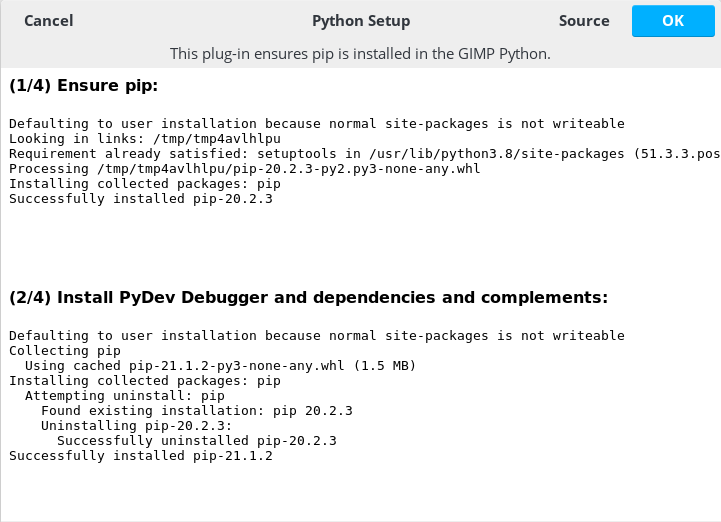 Cancel Python Setup Source OK
This plug-in ensures pip is installed in the GIMP Python.
(1/4) Ensure pip:
Defaulting to user installation because normal site-packages is not writeable
Looking in links: /tmp/tmp4avlhlpu
Requirement already satisfied: setuptools in /usr/lib/python3.8/site-packages (51.3.3.pos
Processing /tmp/tmp4avlhlpu/pip-20.2.3-py2.py3-none-any.whl
Installing collected packages: pip
Successfully installed pip-20.2.3
(2/4) Install PyDev Debugger and dependencies and complements:
Defaulting to user installation because normal site-packages is not writeable
Collecting pip
  Using cached pip-21.1.2-py3-none-any.whl (1.5 MB)
Installing collected packages: pip
  Attempting uninstall: pip
    Found existing installation: pip 20.2.3
    Uninstalling pip-20.2.3:
      Successfully uninstalled pip-20.2.3
Successfully installed pip-21.1.2